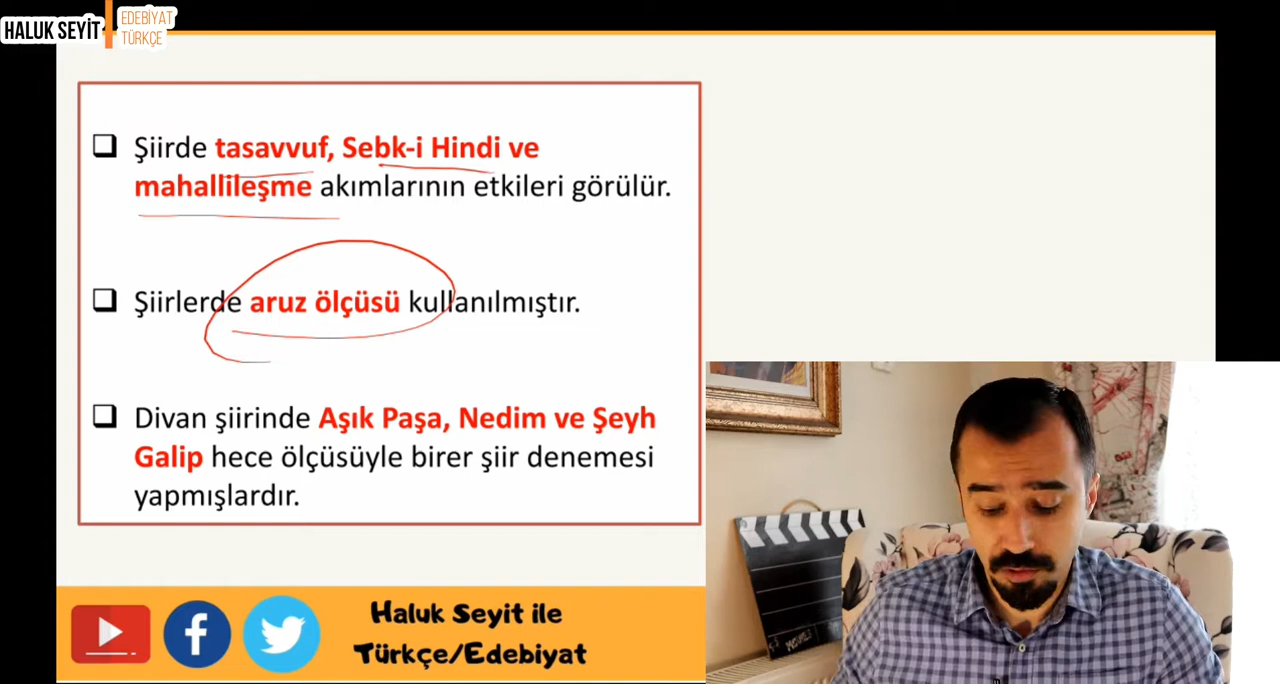 HALUK SEYİT
EDEBİYAT
TÜRKÇE
Şiirde tasavvuf, Sebk-i Hindi ve
mahallileşme akımlarının etkileri görülür.
Şiirlerde aruz ölçüsü kullanılmıştır.
Divan şiirinde Aşık Paşa, Nedim ve Şeyh
Galip hece ölçüsüyle birer şiir denemesi
yapmışlardır.
Haluk Seyit ile
Türkçe/Edebiyat